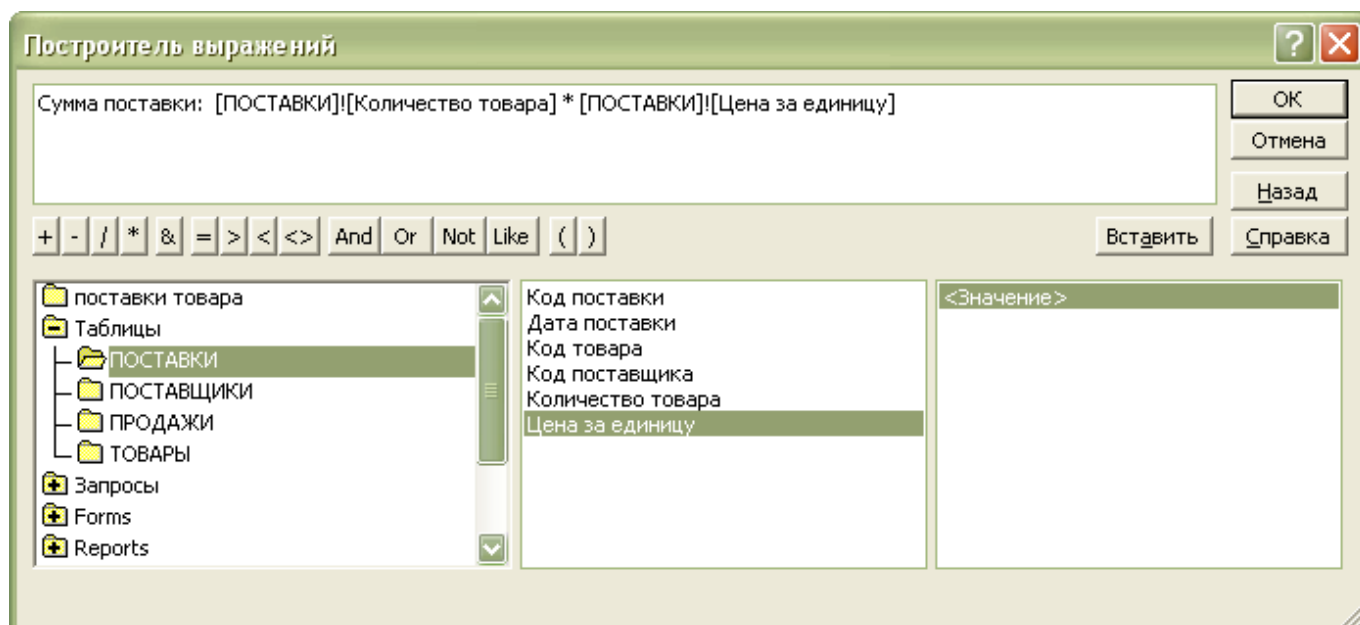 Построитель выражений
Сумма поставки:  [ПОСТАВКИ]![Количество товара] * [ПОСТАВКИ]![Цена за единицу]
ОК
Отмена
Назад
+ - / * & = > < <> And Or Not Like ( )
Вставить
Справка
поставки товара
Таблицы
ПОСТАВКИ
ПОСТАВЩИКИ
ПРОДАЖИ
ТОВАРЫ
Запросы
Forms
Reports
Код поставки
Дата поставки
Код товара
Код поставщика
Количество товара
Цена за единицу
<Значение>